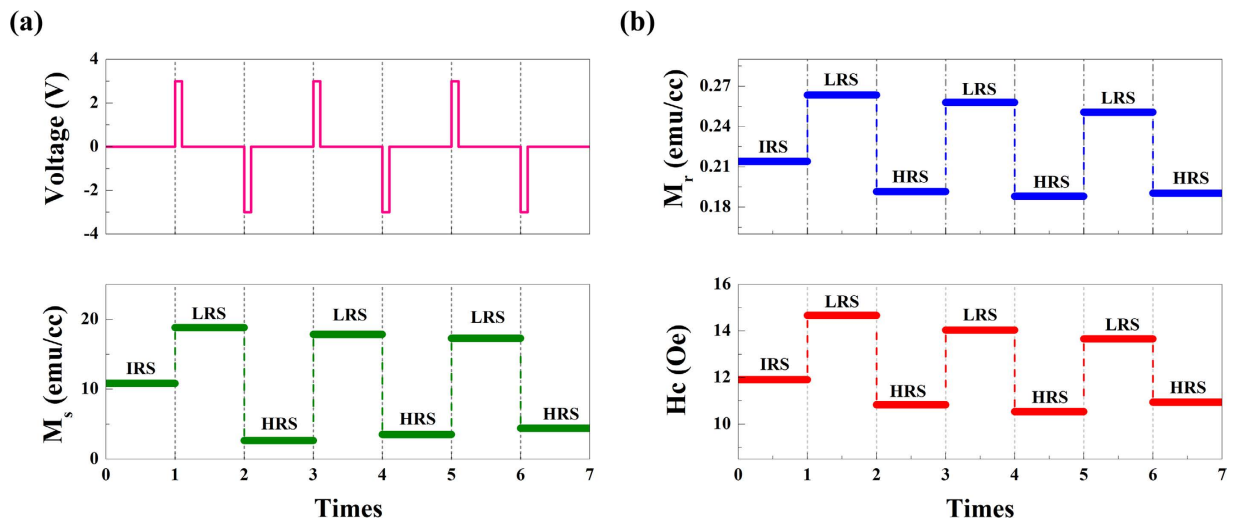 (a)
Voltage (V)
4
2
0
-2
-4
M_s (emu/cc)
20
10
0
IRS
LRS
HRS
LRS
HRS
LRS
HRS
0 1 2 3 4 5 6 7
Times
(b)
M_r (emu/cc)
0.27
0.24
0.21
0.18
IRS
LRS
HRS
LRS
HRS
LRS
HRS
Hc (Oe)
16
14
12
10
IRS
LRS
HRS
LRS
HRS
LRS
HRS
0 1 2 3 4 5 6 7
Times